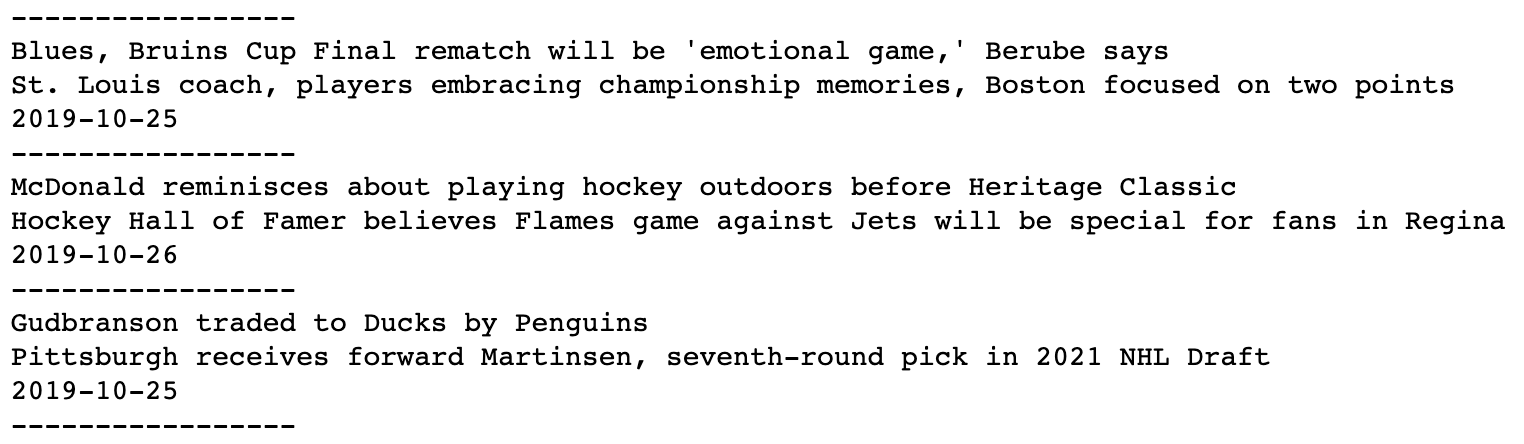 -----------------
Blues, Bruins Cup Final rematch will be 'emotional game,' Berube says
St. Louis coach, players embracing championship memories, Boston focused on two points
2019-10-25
-----------------
McDonald reminisces about playing hockey outdoors before Heritage Classic
Hockey Hall of Famer believes Flames game against Jets will be special for fans in Regina
2019-10-26
-----------------
Gudbranson traded to Ducks by Penguins
Pittsburgh receives forward Martinsen, seventh-round pick in 2021 NHL Draft
2019-10-25
-----------------